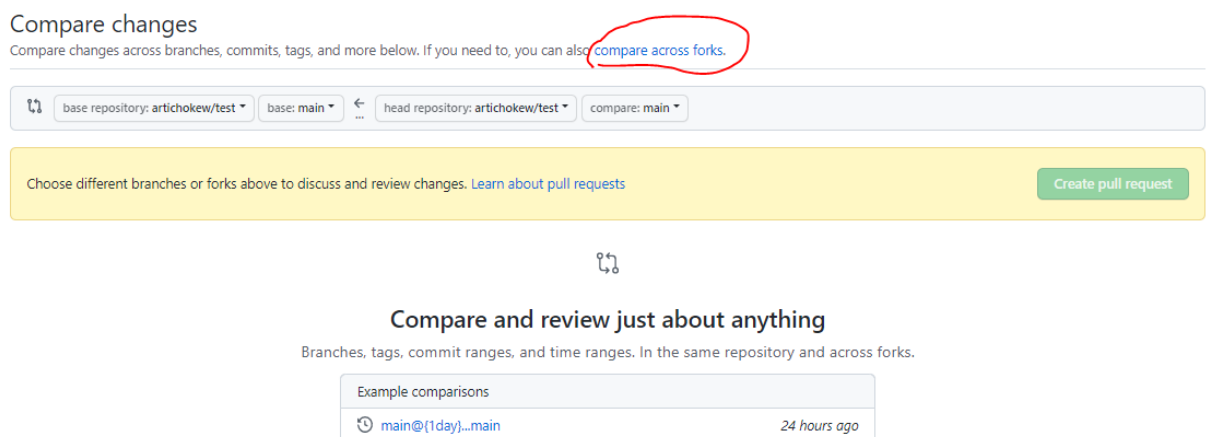 Compare changes
Compare changes across branches, commits, tags, and more below. If you need to, you can also compare across forks.
base repository: artichokew/test base: main ← ... head repository: artichokew/test compare: main
Choose different branches or forks above to discuss and review changes. Learn about pull requests Create pull request
Compare and review just about anything
Branches, tags, commit ranges, and time ranges. In the same repository and across forks.
Example comparisons
main@{1day}...main 24 hours ago